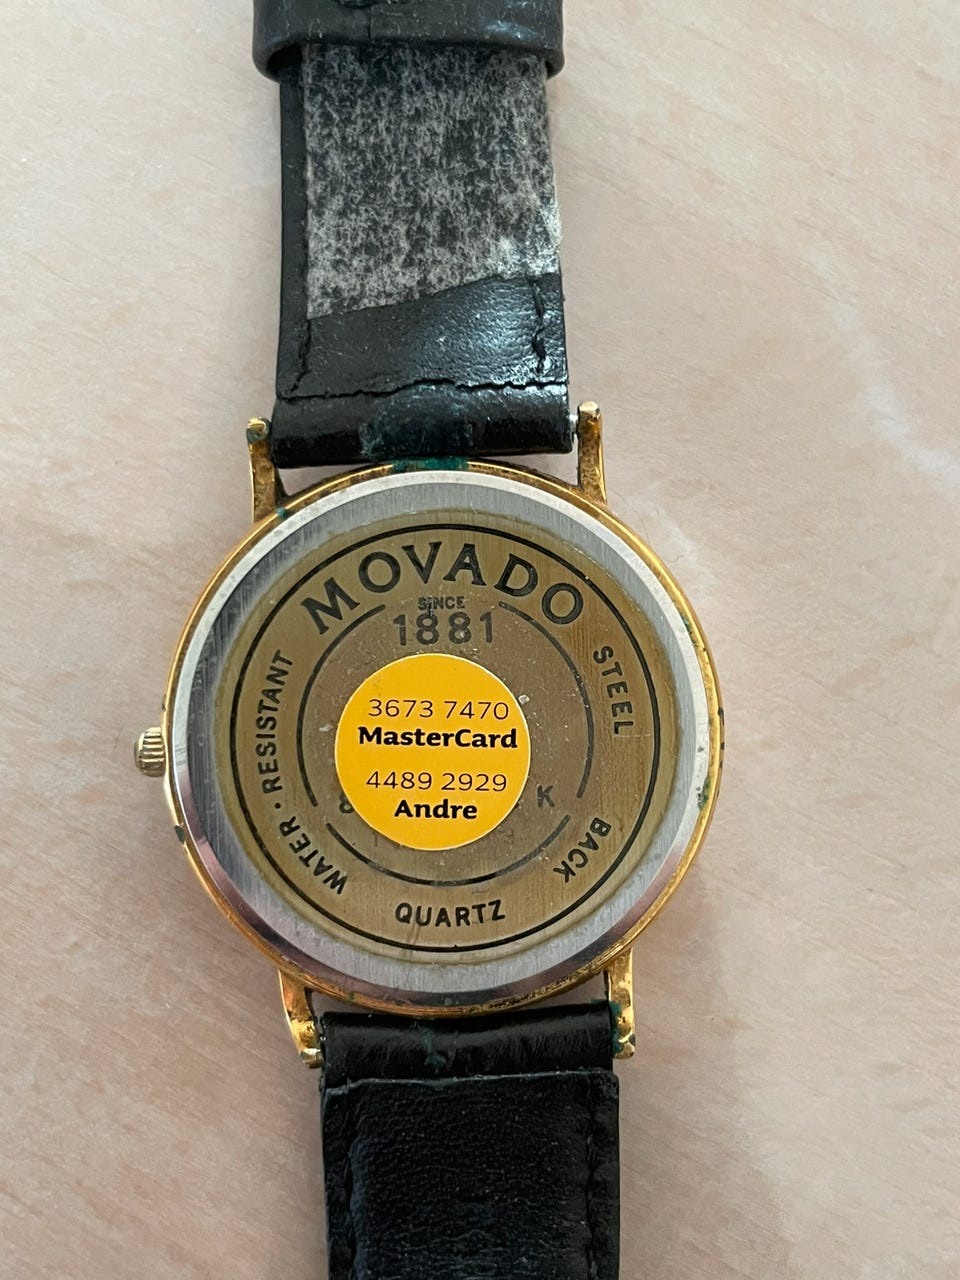 MOVADO
SINCE
1881
STEEL
BACK
QUARTZ
WATER · RESISTANT
3673 7470
MasterCard
4489 2929
Andre
K